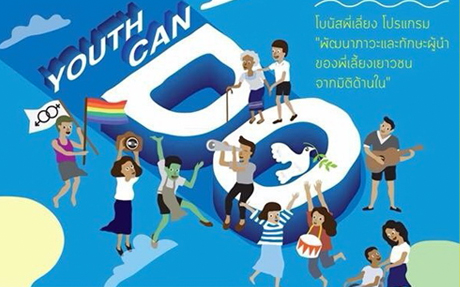 YOUTH
CAN
DO
โบนัสพี่เลี้ยง โปรแกรม
"พัฒนาภาวะและทักษะผู้นำ
ของพี่เลี้ยงเยาวชน
จากมิติด้านใน"